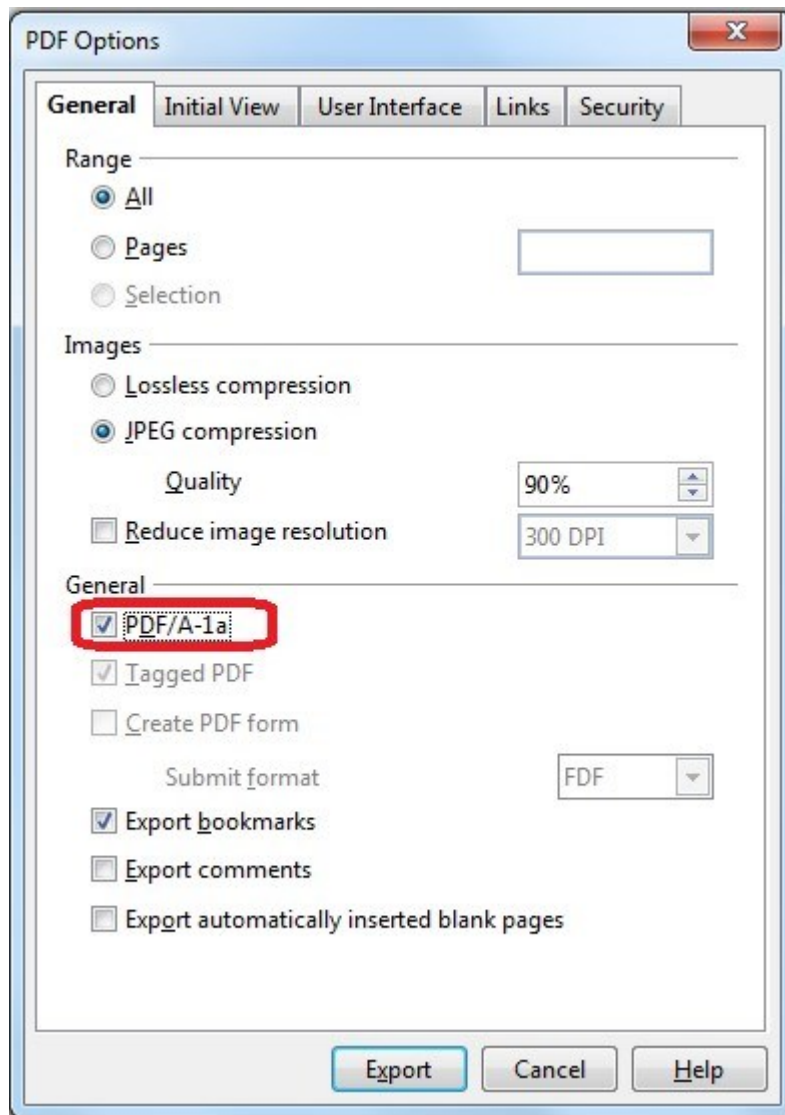 PDF Options
General Initial View User Interface Links Security
Range
All
Pages
Selection
Images
Lossless compression
JPEG compression
Quality 90%
Reduce image resolution 300 DPI
General
PDF/A-1a
Tagged PDF
Create PDF form
Submit format FDF
Export bookmarks
Export comments
Export automatically inserted blank pages
Export Cancel Help